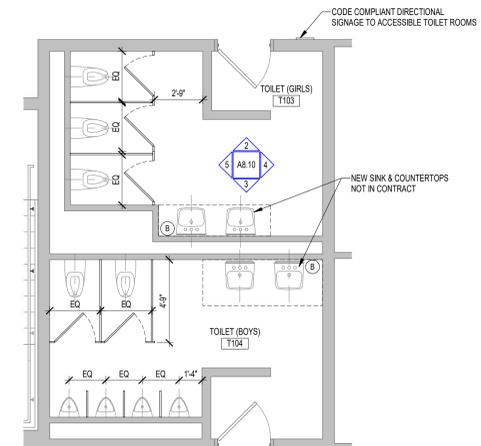 CODE COMPLIANT DIRECTIONAL
SIGNAGE TO ACCESSIBLE TOILET ROOMS
EQ
2'-9"
TOILET (GIRLS)
T103
EQ
2
5 A8.10 4
3
EQ
NEW SINK & COUNTERTOPS
NOT IN CONTRACT
B
B
EQ
EQ
4'-9"
TOILET (BOYS)
T104
EQ
EQ
EQ
1'-4"